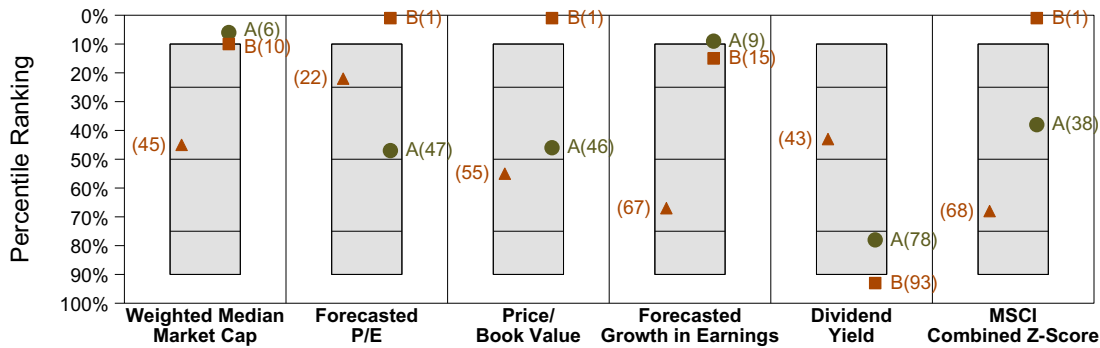 Percentile Ranking
0%
10%
20%
30%
40%
50%
60%
70%
80%
90%
100%
(45)
A(6)
B(10)
(22)
B(1)
A(47)
(55)
B(1)
A(46)
(67)
A(9)
B(15)
(43)
A(78)
B(93)
(68)
B(1)
A(38)
Weighted Median
Market Cap
Forecasted
P/E
Price/
Book Value
Forecasted
Growth in Earnings
Dividend
Yield
MSCI
Combined Z-Score